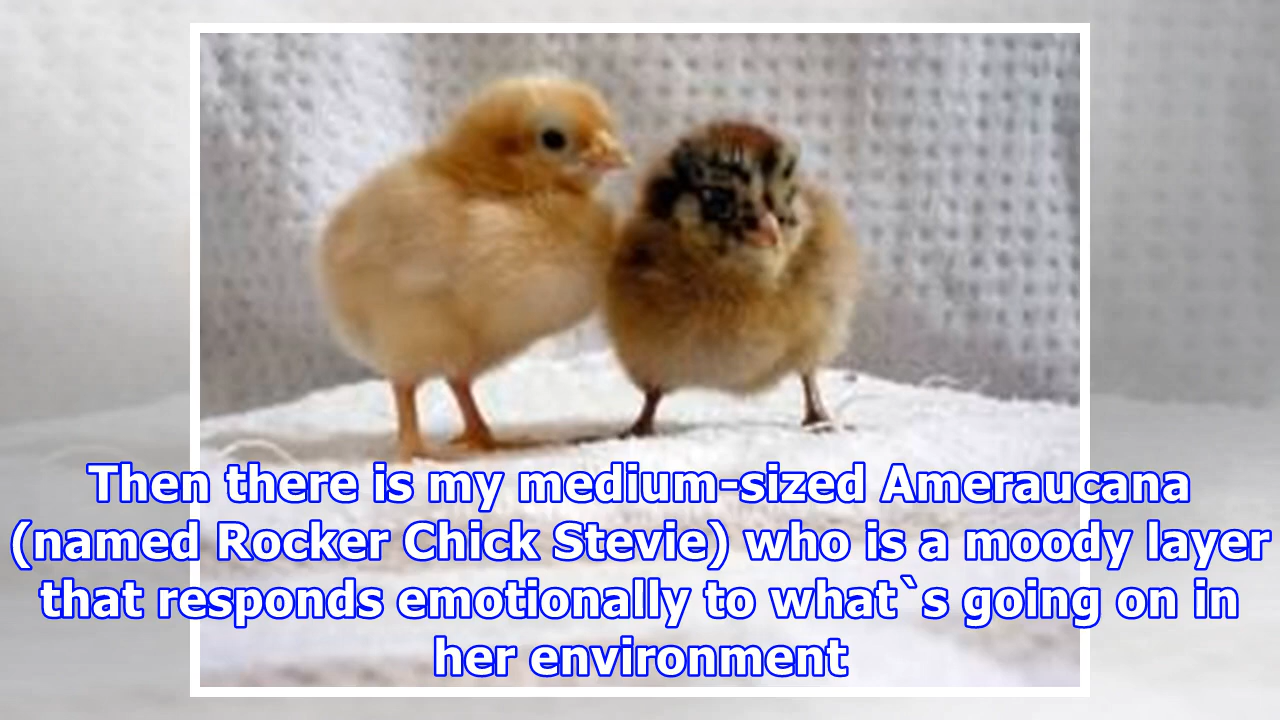 Then there is my medium-sized Ameraucana
(named Rocker Chick Stevie) who is a moody layer
that responds emotionally to what`s going on in
her environment